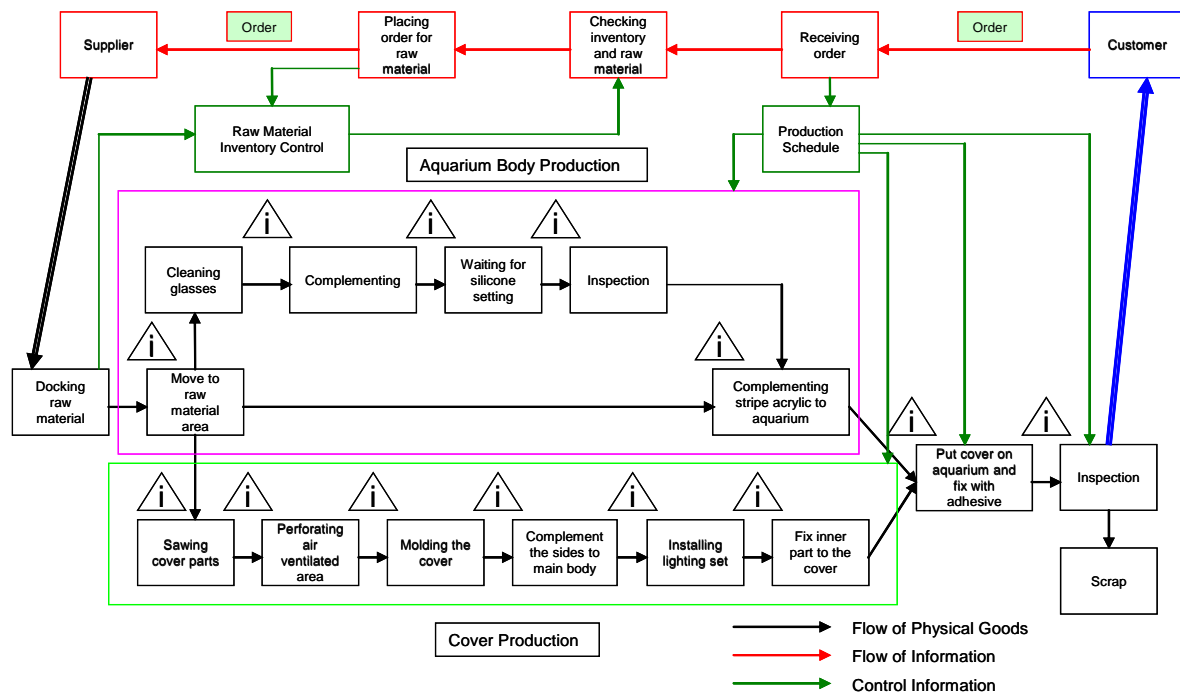 Supplier
Order
Placing
order for
raw
material
Checking
inventory
and raw
material
Receiving
order
Order
Customer
Raw Material
Inventory Control
Production
Schedule
Aquarium Body Production
i
i
i
Cleaning
glasses
Complementing
Waiting for
silicone
setting
Inspection
i
Docking
raw
material
Move to
raw
material
area
Complementing
stripe acrylic to
aquarium
i
i
Put cover on
aquarium and
fix with
adhesive
Inspection
i
i
i
i
i
i
Sawing
cover parts
Perforating
air
ventilated
area
Molding the
cover
Complement
the sides to
main body
Installing
lighting set
Fix inner
part to the
cover
Scrap
Cover Production
Flow of Physical Goods
Flow of Information
Control Information